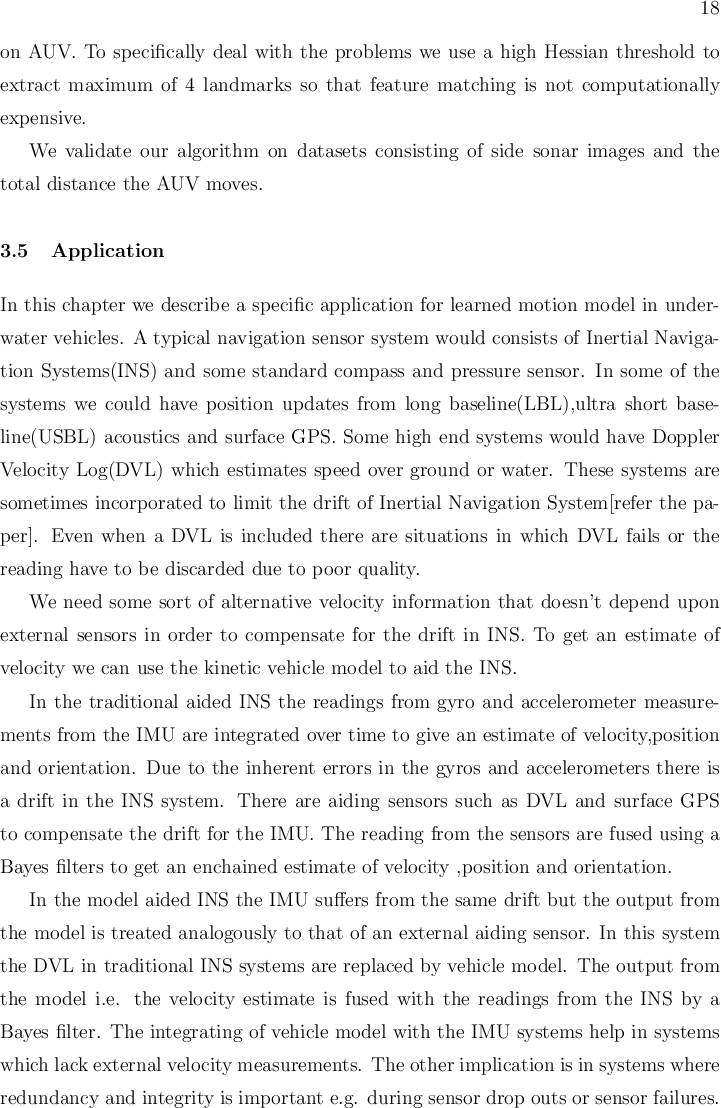 18
on AUV. To specifically deal with the problems we use a high Hessian threshold to
extract maximum of 4 landmarks so that feature matching is not computationally
expensive.
We validate our algorithm on datasets consisting of side sonar images and the
total distance the AUV moves.
3.5 Application
In this chapter we describe a specific application for learned motion model in under-
water vehicles. A typical navigation sensor system would consists of Inertial Naviga-
tion Systems(INS) and some standard compass and pressure sensor. In some of the
systems we could have position updates from long baseline(LBL),ultra short base-
line(USBL) acoustics and surface GPS. Some high end systems would have Doppler
Velocity Log(DVL) which estimates speed over ground or water. These systems are
sometimes incorporated to limit the drift of Inertial Navigation System[refer the pa-
per]. Even when a DVL is included there are situations in which DVL fails or the
reading have to be discarded due to poor quality.
We need some sort of alternative velocity information that doesn't depend upon
external sensors in order to compensate for the drift in INS. To get an estimate of
velocity we can use the kinetic vehicle model to aid the INS.
In the traditional aided INS the readings from gyro and accelerometer measure-
ments from the IMU are integrated over time to give an estimate of velocity,position
and orientation. Due to the inherent errors in the gyros and accelerometers there is
a drift in the INS system. There are aiding sensors such as DVL and surface GPS
to compensate the drift for the IMU. The reading from the sensors are fused using a
Bayes filters to get an enchained estimate of velocity ,position and orientation.
In the model aided INS the IMU suffers from the same drift but the output from
the model is treated analogously to that of an external aiding sensor. In this system
the DVL in traditional INS systems are replaced by vehicle model. The output from
the model i.e. the velocity estimate is fused with the readings from the INS by a
Bayes filter. The integrating of vehicle model with the IMU systems help in systems
which lack external velocity measurements. The other implication is in systems where
redundancy and integrity is important e.g. during sensor drop outs or sensor failures.